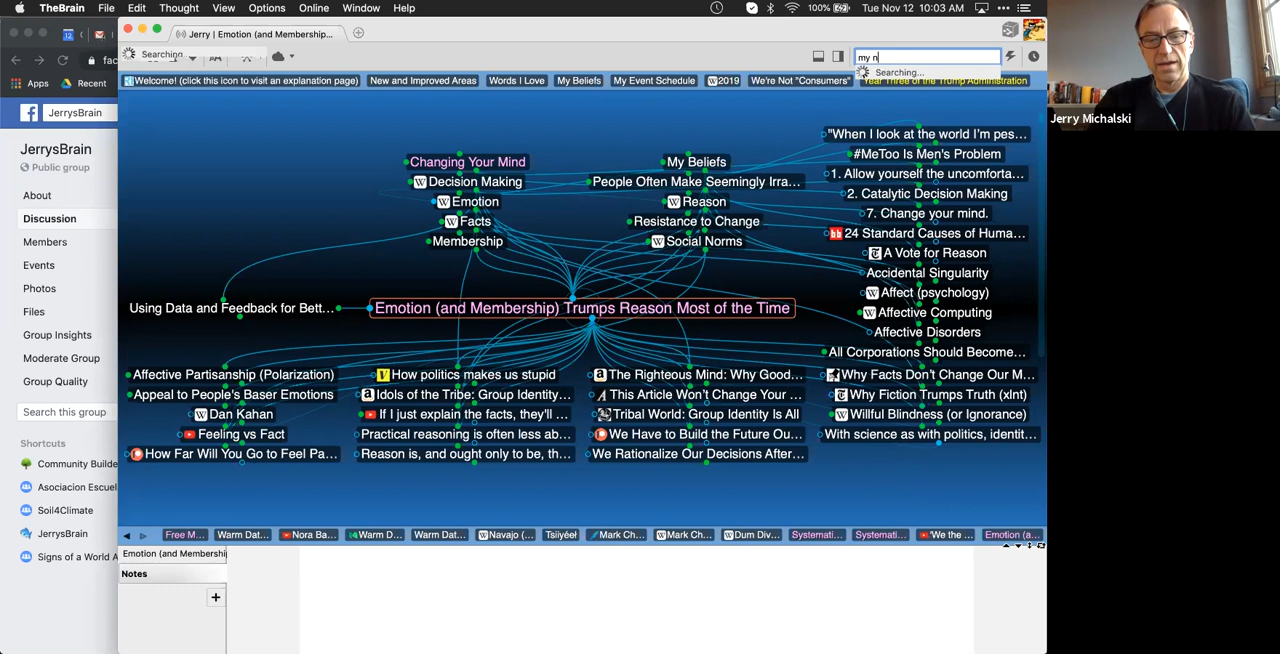 TheBrain File Edit Thought View Options Online Window Help 100% Tue Nov 12 10:03 AM
Jerry | Emotion (and Membership)...
Searching...
my n
Searching...
fac
Apps Recent
Welcome! (click this icon to visit an explanation page) New and Improved Areas Words I Love My Beliefs My Event Schedule 2019 We're Not "Consumers" Year Three of the Trump Administration
Jerry Michalski
JerrysBrain
JerrysBrain
Public group
About
Discussion
Members
Events
Photos
Files
Group Insights
Moderate Group
Group Quality
Search this group
Shortcuts
Community Builde
Asociacion Escuel
Soil4Climate
JerrysBrain
Signs of a World A
Changing Your Mind
Decision Making
Emotion
Facts
Membership
My Beliefs
People Often Make Seemingly Irra...
Reason
Resistance to Change
Social Norms
"When I look at the world I'm pes...
#MeToo Is Men's Problem
1. Allow yourself the uncomforta...
2. Catalytic Decision Making
7. Change your mind.
24 Standard Causes of Huma...
A Vote for Reason
Accidental Singularity
Affect (psychology)
Affective Computing
Affective Disorders
All Corporations Should Become...
Using Data and Feedback for Bett...
Emotion (and Membership) Trumps Reason Most of the Time
Affective Partisanship (Polarization)
Appeal to People's Baser Emotions
Dan Kahan
Feeling vs Fact
How Far Will You Go to Feel Pa...
How politics makes us stupid
Idols of the Tribe: Group Identity...
If I just explain the facts, they'll ...
Practical reasoning is often less ab...
Reason is, and ought only to be, th...
The Righteous Mind: Why Good...
This Article Won't Change Your ...
Tribal World: Group Identity Is All
We Have to Build the Future Ou...
We Rationalize Our Decisions After...
Why Facts Don't Change Our M...
Why Fiction Trumps Truth (xInt)
Willful Blindness (or Ignorance)
With science as with politics, identit...
Free M... Warm Dat... Nora Ba... Warm D... Warm Dat... Navajo (... Tsiiyéeł Mark Ch... Mark Ch... Dum Div... Systemati... Systemati... "We the ... Emotion (a...
Emotion (and Membershi
Notes